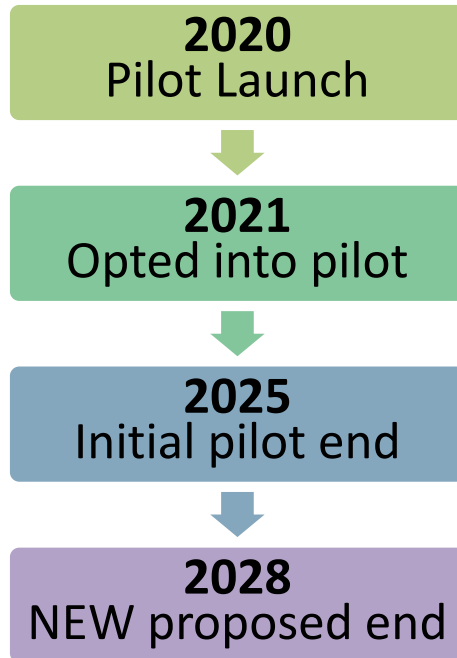 2020
Pilot Launch
2021
Opted into pilot
2025
Initial pilot end
2028
NEW proposed end